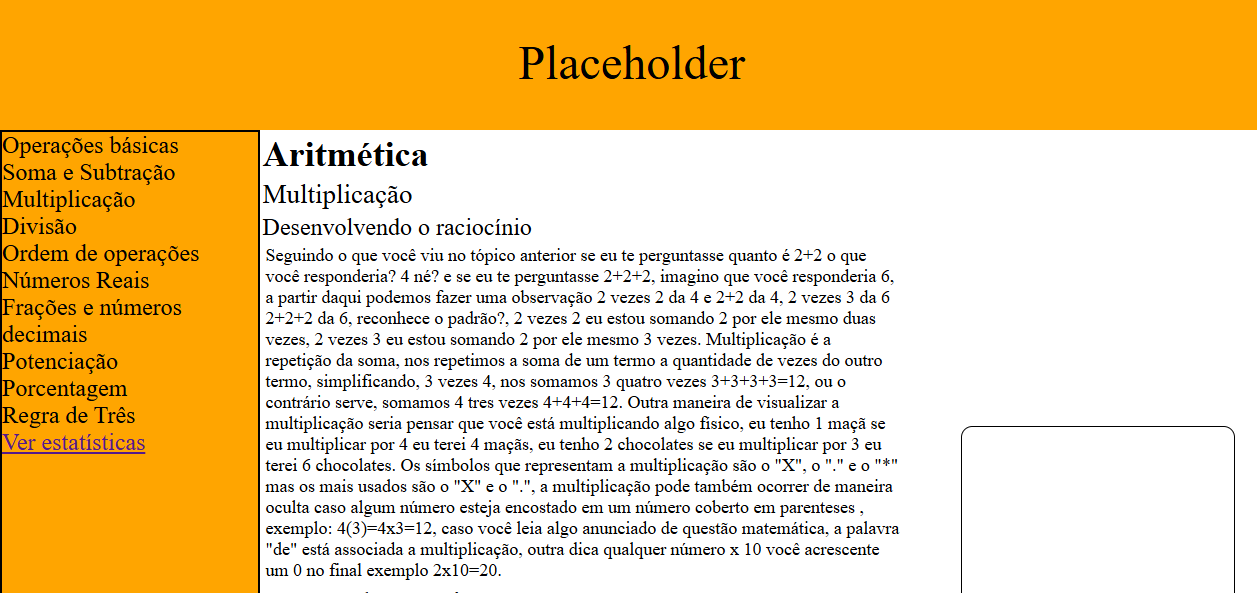 Placeholder
Operações básicas
Soma e Subtração
Multiplicação
Divisão
Ordem de operações
Números Reais
Frações e números
decimais
Potenciação
Porcentagem
Regra de Três
Ver estatísticas
Aritmética
Multiplicação
Desenvolvendo o raciocínio
Seguindo o que você viu no tópico anterior se eu te perguntasse quanto é 2+2 o que
você responderia? 4 né? e se eu te perguntasse 2+2+2, imagino que você responderia 6,
a partir daqui podemos fazer uma observação 2 vezes 2 da 4 e 2+2 da 4, 2 vezes 3 da 6
2+2+2 da 6, reconhece o padrão?, 2 vezes 2 eu estou somando 2 por ele mesmo duas
vezes, 2 vezes 3 eu estou somando 2 por ele mesmo 3 vezes. Multiplicação é a
repetição da soma, nos repetimos a soma de um termo a quantidade de vezes do outro
termo, simplificando, 3 vezes 4, nos somamos 3 quatro vezes 3+3+3+3=12, ou o
contrário serve, somamos 4 tres vezes 4+4+4=12. Outra maneira de visualizar a
multiplicação seria pensar que você está multiplicando algo físico, eu tenho 1 maçã se
eu multiplicar por 4 eu terei 4 maçãs, eu tenho 2 chocolates se eu multiplicar por 3 eu
terei 6 chocolates. Os símbolos que representam a multiplicação são o "X", o "." e o "*"
mas os mais usados são o "X" e o ".", a multiplicação pode também ocorrer de maneira
oculta caso algum número esteja encostado em um número coberto em parenteses ,
exemplo: 4(3)=4x3=12, caso você leia algo anunciado de questão matemática, a palavra
"de" está associada a multiplicação, outra dica qualquer número x 10 você acrescente
um 0 no final exemplo 2x10=20.